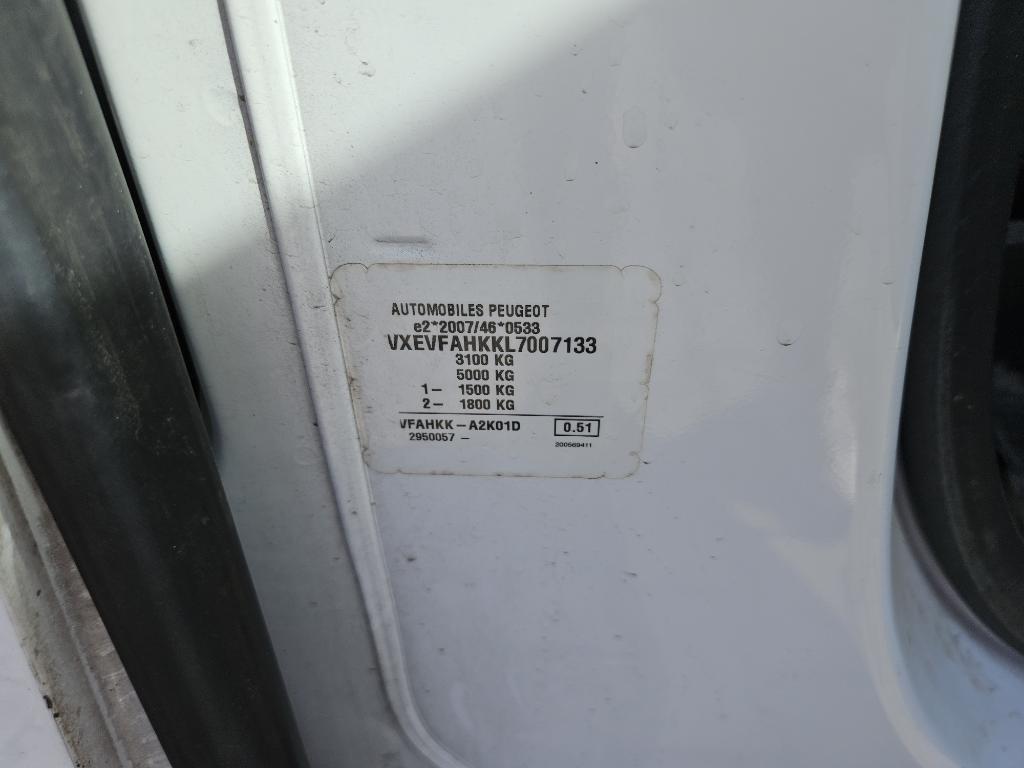 AUTOMOBILES PEUGEOT
e2*2007/46*0533
VXEVFAHKKL7007133
3100 KG
5000 KG
1- 1500 KG
2- 1800 KG
VFAHKK-A2K01D 0.51
2950057 - 200569411